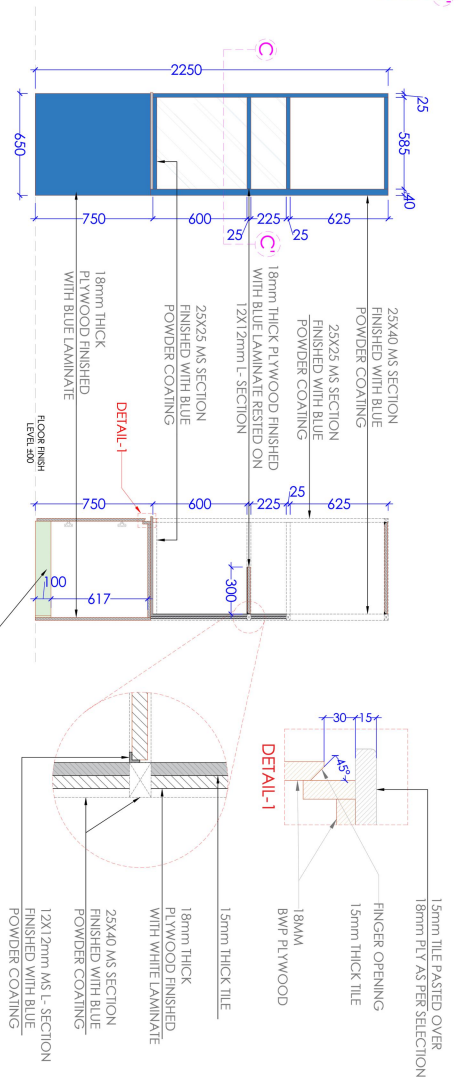 C
C'
2250
25
585
40
650
750
600
25
225
25
625
18mm THICK
PLYWOOD FINISHED
WITH BLUE LAMINATE
25X25 MS SECTION
FINISHED WITH BLUE
POWDER COATING
18mm THICK PLYWOOD FINISHED
WITH BLUE LAMINATE RESTED ON
12X12mm L- SECTION
25X25 MS SECTION
FINISHED WITH BLUE
POWDER COATING
25X40 MS SECTION
FINISHED WITH BLUE
POWDER COATING
FLOOR FINISH
LEVEL ±00
DETAIL-1
750
600
225
25
625
100
617
300
DETAIL-1
30
15
45°
15mm TILE PASTED OVER
18mm PLY AS PER SELECTION
FINGER OPENING
15mm THICK TILE
18MM
BWP PLYWOOD
15mm THICK TILE
18mm THICK
PLYWOOD FINISHED
WITH WHITE LAMINATE
25X40 MS SECTION
FINISHED WITH BLUE
POWDER COATING
12X12mm MS L- SECTION
FINISHED WITH BLUE
POWDER COATING